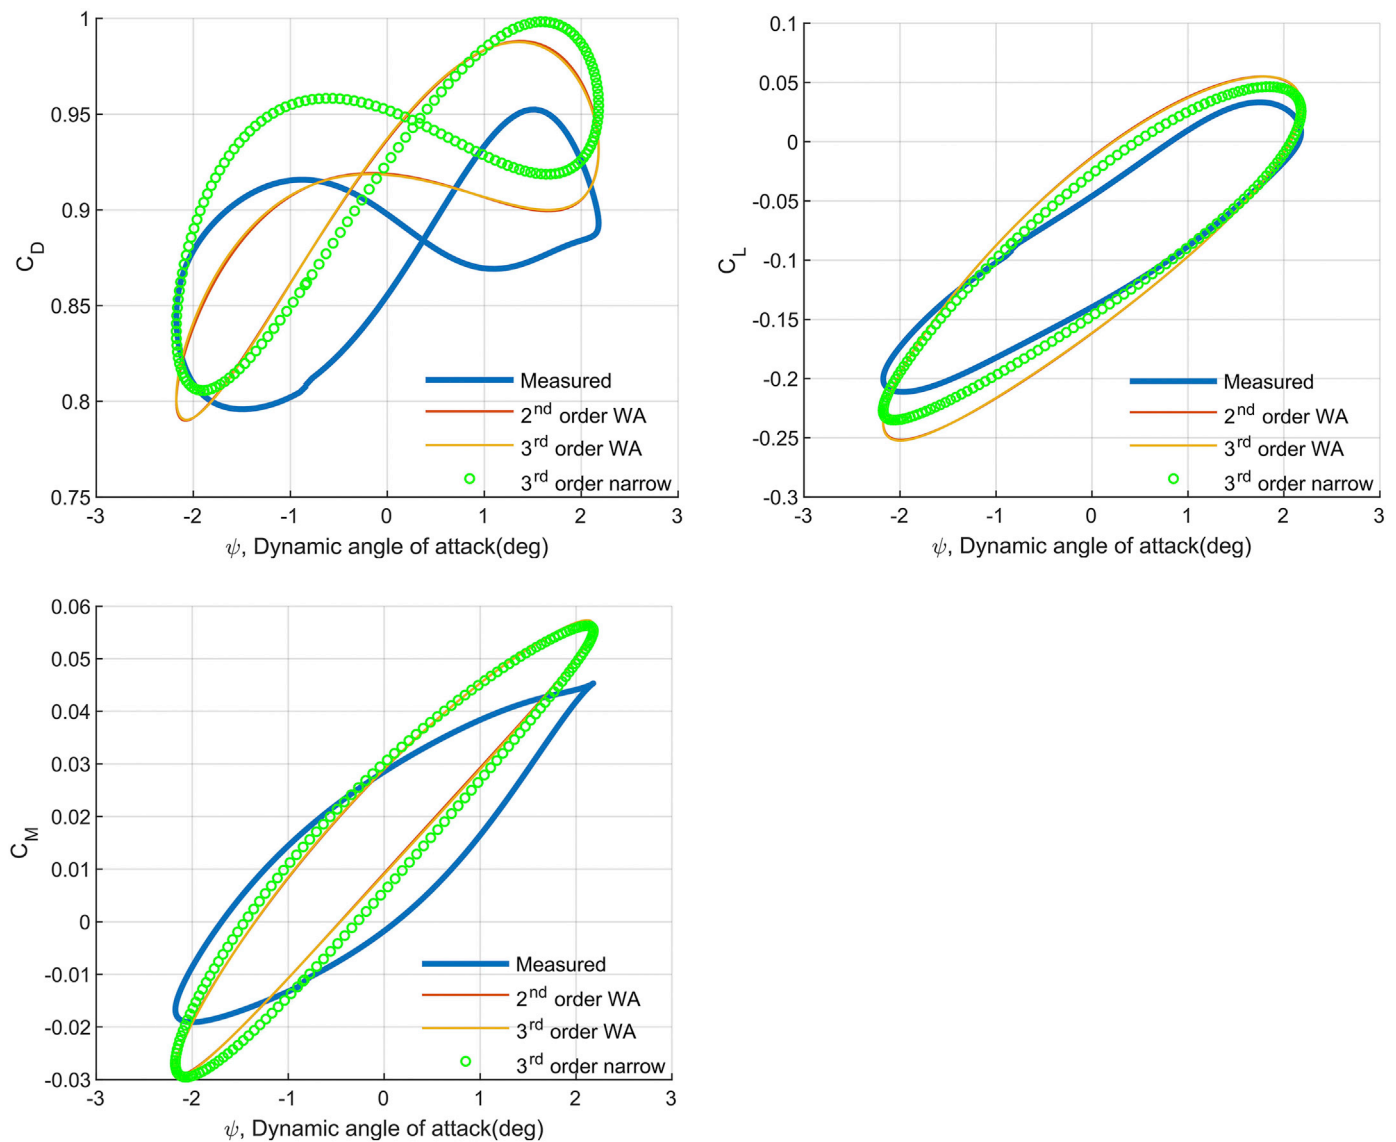 1
0.95
0.9
0.85
0.8
0.75
C_D
-3
-2
-1
0
1
2
3
ψ, Dynamic angle of attack(deg)
Measured
2nd order WA
3rd order WA
3rd order narrow
0.1
0.05
0
-0.05
-0.1
-0.15
-0.2
-0.25
-0.3
C_L
-3
-2
-1
0
1
2
3
ψ, Dynamic angle of attack(deg)
Measured
2nd order WA
3rd order WA
3rd order narrow
0.06
0.05
0.04
0.03
0.02
0.01
0
-0.01
-0.02
-0.03
C_M
-3
-2
-1
0
1
2
3
ψ, Dynamic angle of attack(deg)
Measured
2nd order WA
3rd order WA
3rd order narrow